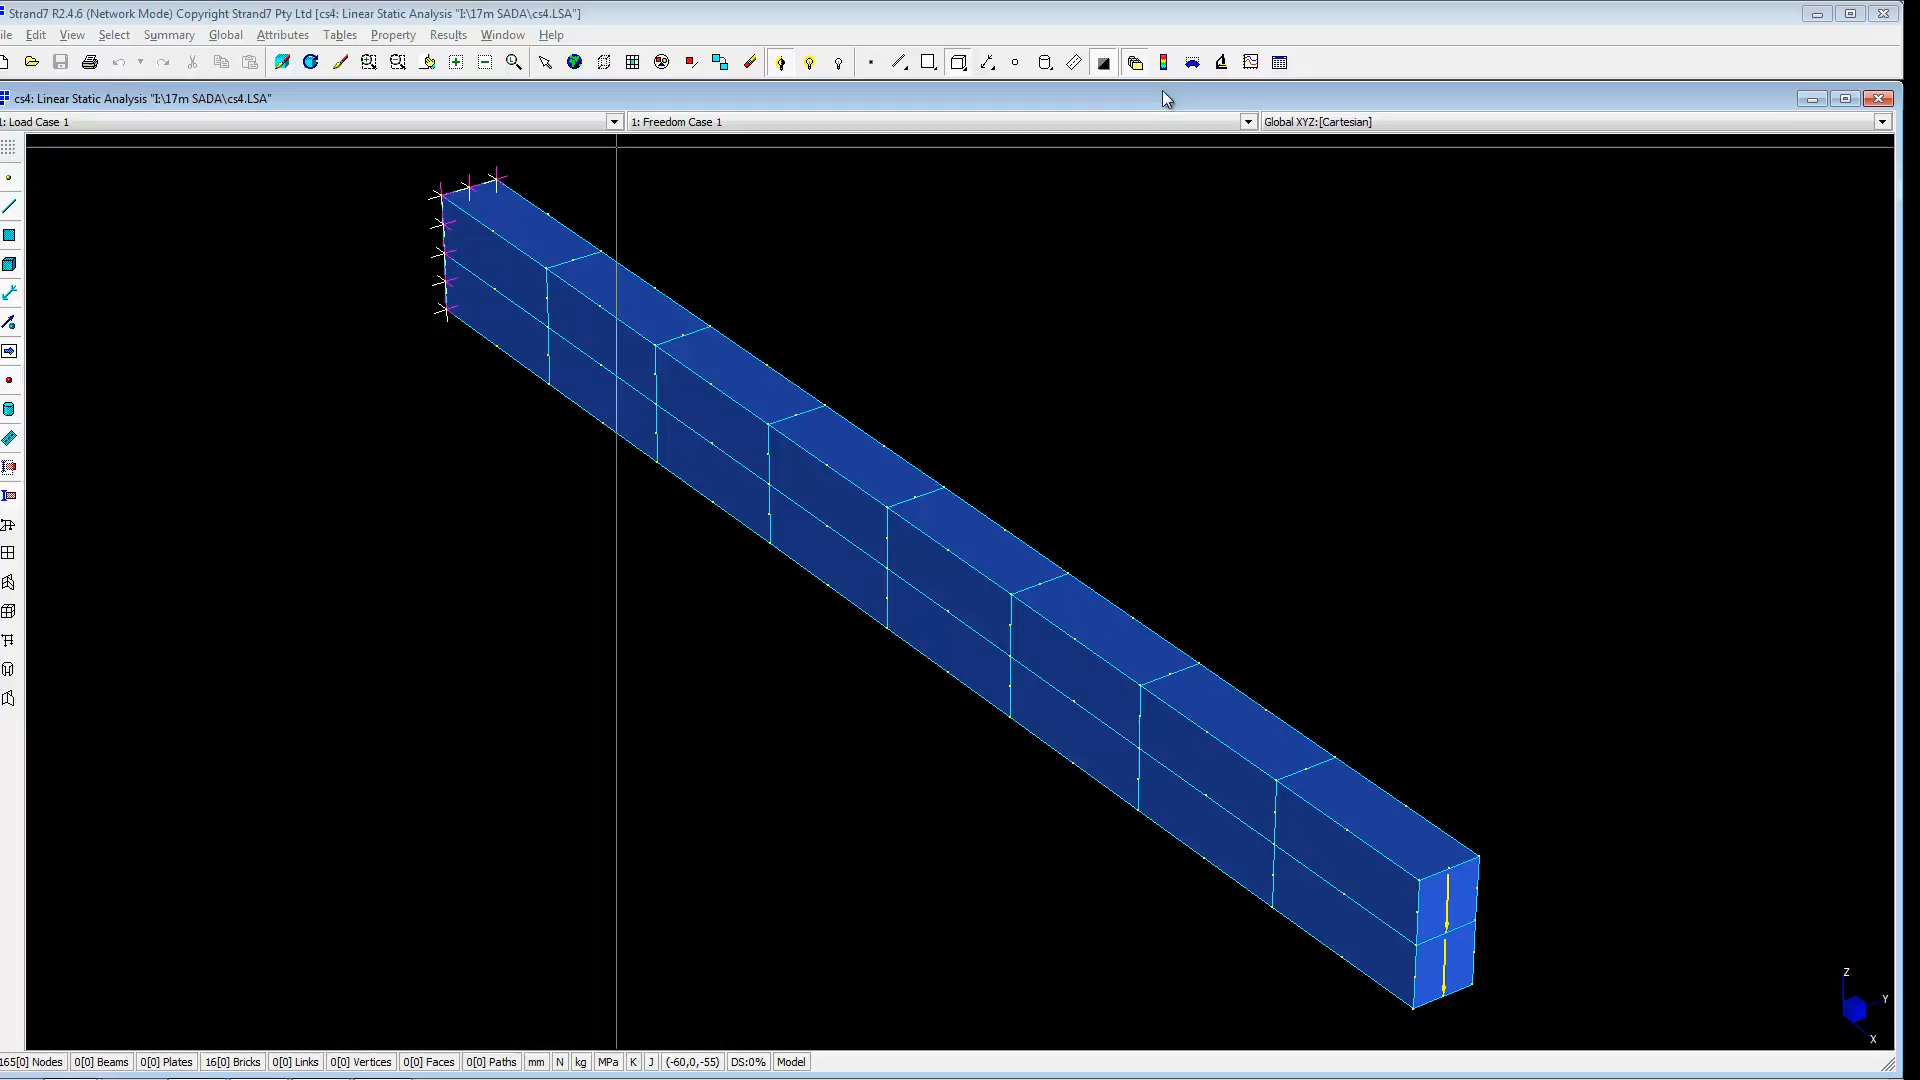 Strand7 R2.4.6 (Network Mode) Copyright Strand7 Pty Ltd [cs4: Linear Static Analysis "I:\17m SADA\cs4.LSA"]
ile Edit View Select Summary Global Attributes Tables Property Results Window Help
cs4: Linear Static Analysis "I:\17m SADA\cs4.LSA"
1: Load Case 1 1: Freedom Case 1 Global XYZ:[Cartesian]
Z
Y
X
165[0] Nodes 0[0] Beams 0[0] Plates 16[0] Bricks 0[0] Links 0[0] Vertices 0[0] Faces 0[0] Paths mm N kg MPa K J (-60,0,-55) DS:0% Model